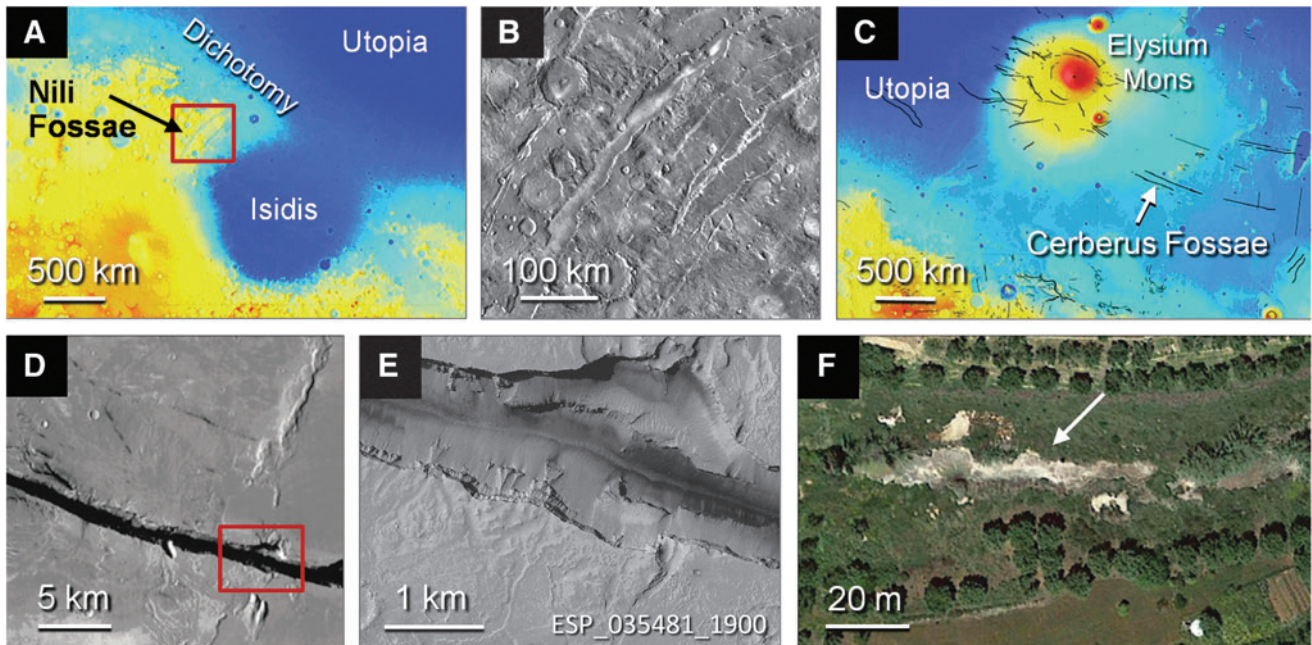 A
Dichotomy
Utopia
Nili
Fossae
Isidis
500 km
B
100 km
C
Elysium
Mons
Utopia
Cerberus Fossae
500 km
D
5 km
E
1 km
ESP_035481_1900
F
20 m